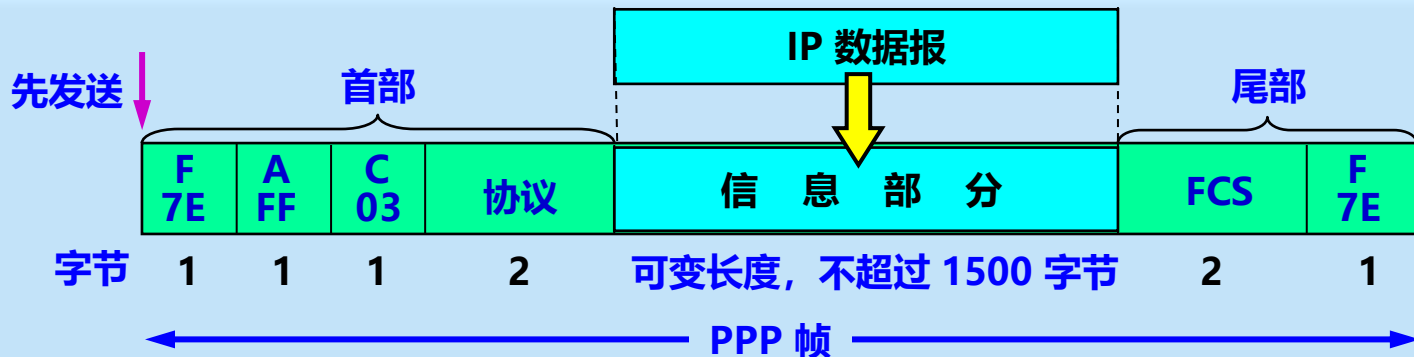 IP 数据报
先发送
首部
尾部
F
7E
A
FF
C
03
协议
信 息 部 分
FCS
F
7E
字节
1
1
1
2
可变长度，不超过 1500 字节
2
1
PPP 帧